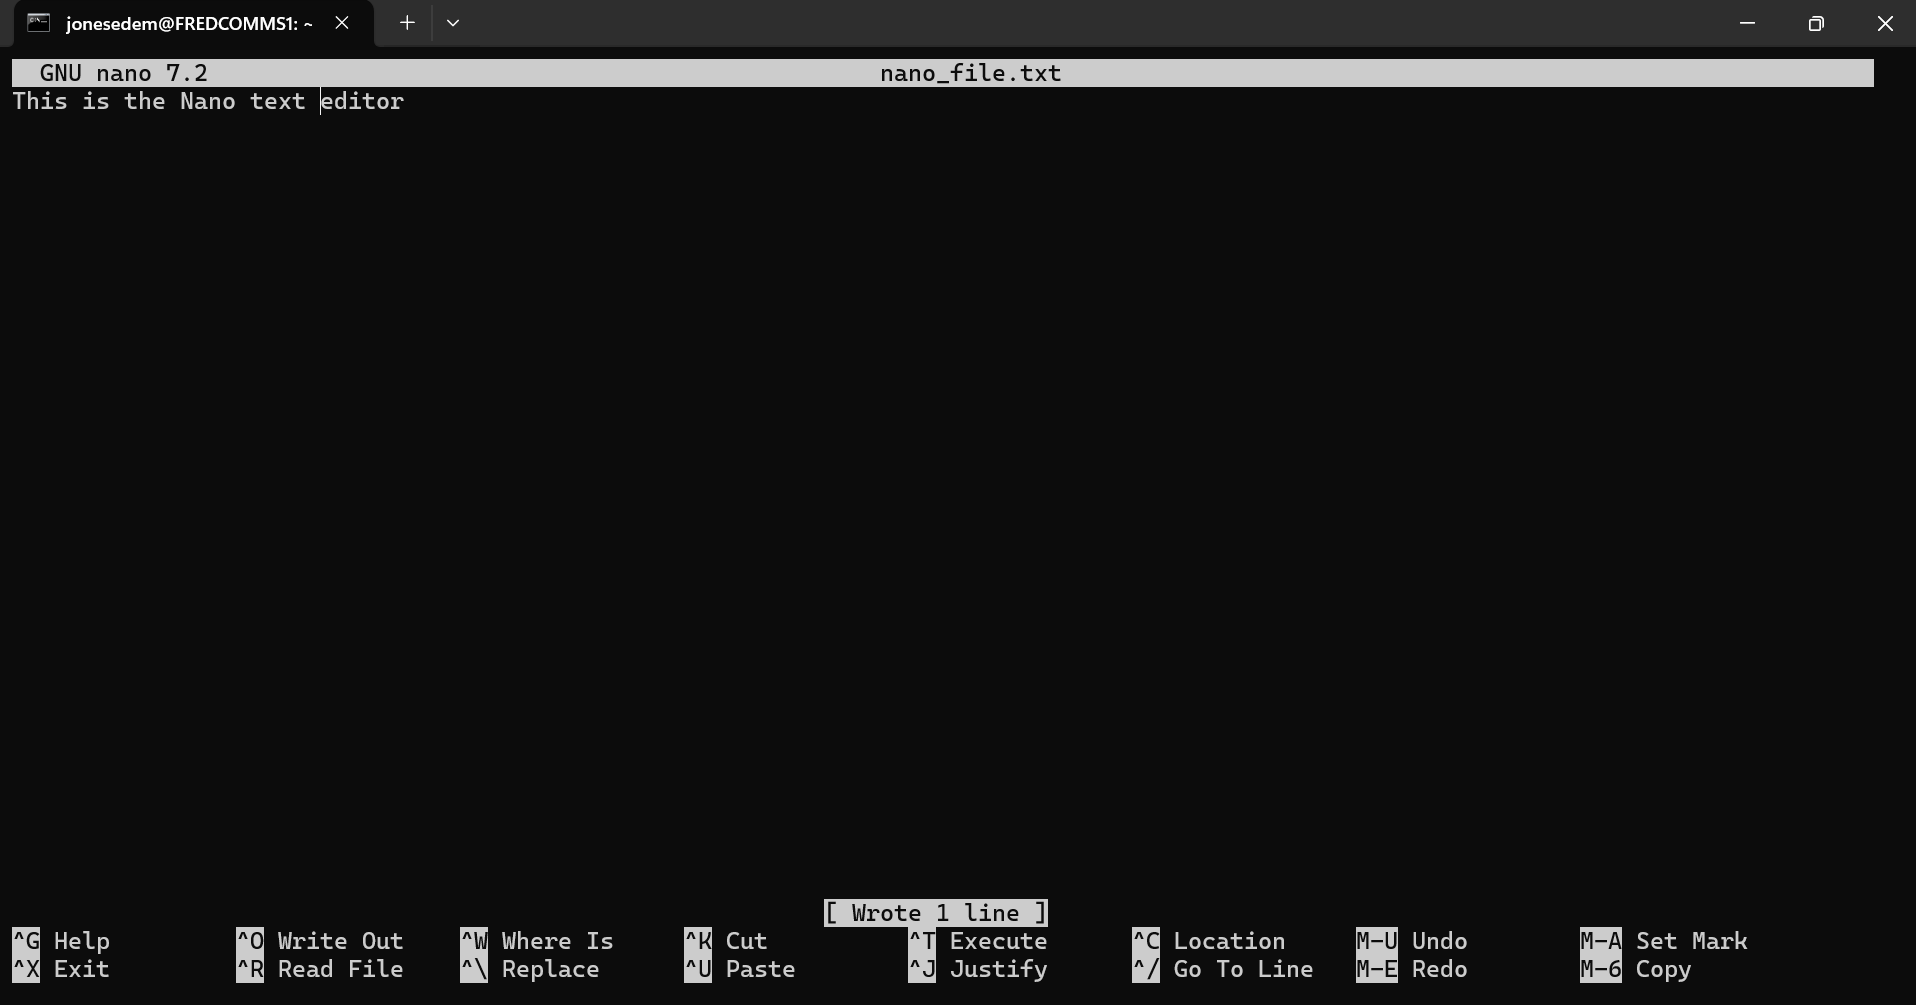 jonesedem@FREDCOMMS1: ~
GNU nano 7.2 nano_file.txt
This is the Nano text editor
[ Wrote 1 line ]
^G Help ^O Write Out ^W Where Is ^K Cut ^T Execute ^C Location M-U Undo M-A Set Mark
^X Exit ^R Read File ^\ Replace ^U Paste ^J Justify ^/ Go To Line M-E Redo M-6 Copy